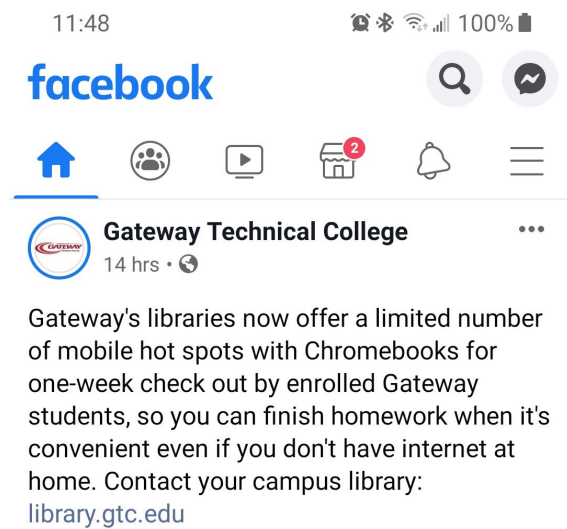 11:48
100%
facebook
2
GATEWAY
Gateway Technical College
14 hrs •
Gateway's libraries now offer a limited number
of mobile hot spots with Chromebooks for
one-week check out by enrolled Gateway
students, so you can finish homework when it's
convenient even if you don't have internet at
home. Contact your campus library:
library.gtc.edu